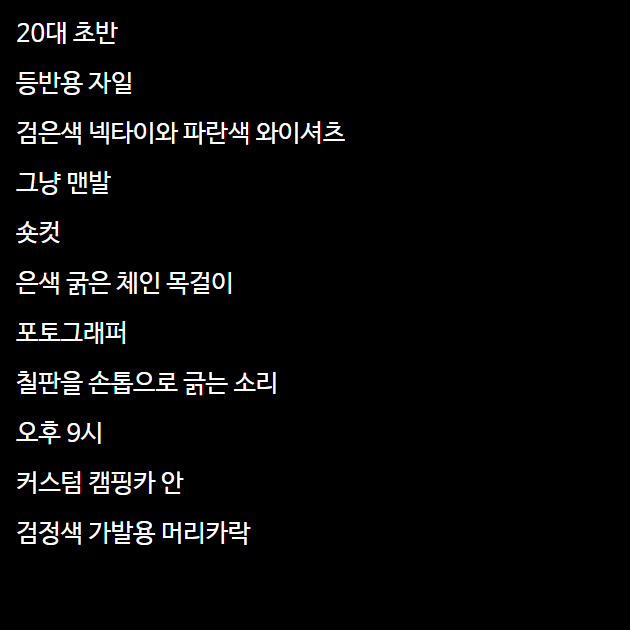 20대 초반
등반용 자일
검은색 넥타이와 파란색 와이셔츠
그냥 맨발
숏컷
은색 굵은 체인 목걸이
포토그래퍼
칠판을 손톱으로 긁는 소리
오후 9시
커스텀 캠핑카 안
검정색 가발용 머리카락